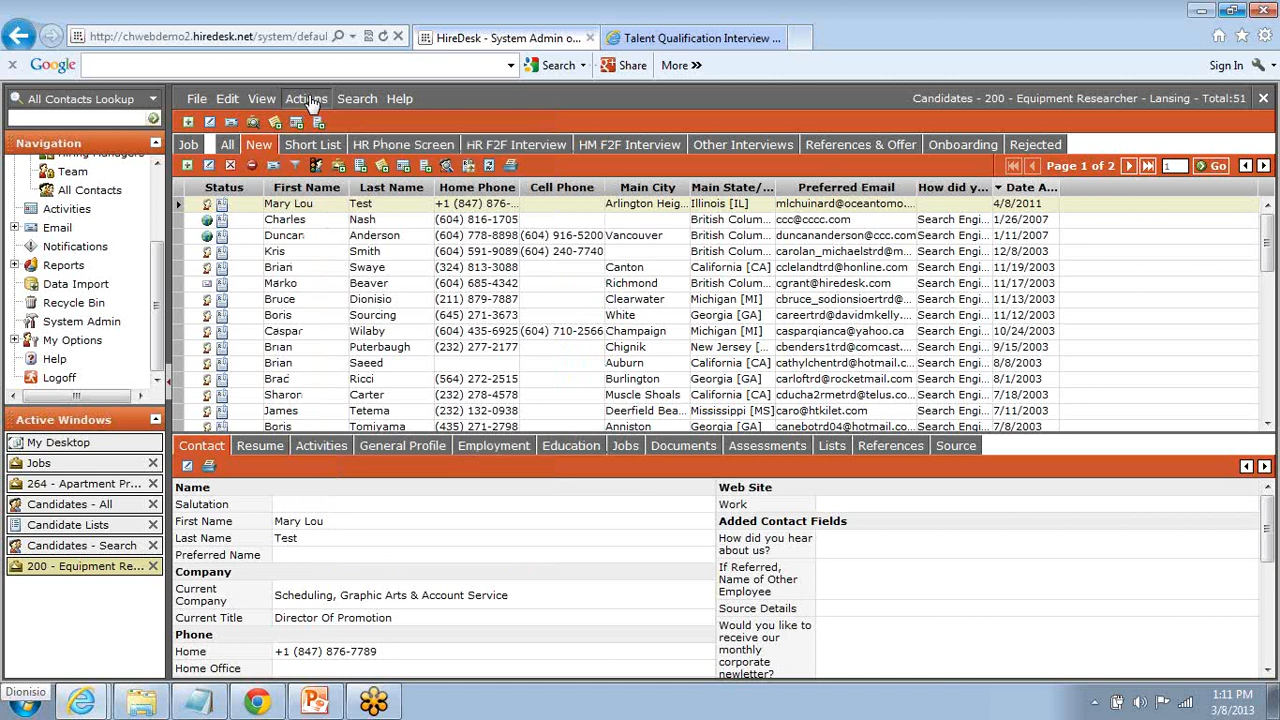 http://chwebdemo2.hiredesk.net/system/defaul
HireDesk - System Admin o...
Talent Qualification Interview ...
Google
Search
Share
More »
Sign In
All Contacts Lookup
File Edit View Actions Search Help
Candidates - 200 - Equipment Researcher - Lansing - Total:51
Job All New Short List HR Phone Screen HR F2F Interview HM F2F Interview Other Interviews References & Offer Onboarding Rejected
Page 1 of 2 1 Go
Navigation
Team
All Contacts
Activities
Email
Notifications
Reports
Data Import
Recycle Bin
System Admin
My Options
Help
Logoff
Active Windows
My Desktop
Jobs
264 - Apartment Pr...
Candidates - All
Candidate Lists
Candidates - Search
200 - Equipment Re...
Status First Name Last Name Home Phone Cell Phone Main City Main State/... Preferred Email How did y... Date A...
Mary Lou Test +1 (847) 876-... Arlington Heig... Illinois [IL] mlchuinard@oceantomo... 4/8/2011
Charles Nash (604) 816-1705 British Colum... ccc@cccc.com Search Engi... 1/26/2007
Duncan Anderson (604) 778-8898 (604) 916-5200 Vancouver British Colum... duncananderson@ccc.com Search Engi... 1/11/2007
Kris Smith (604) 591-9089 (604) 240-7740 British Colum... carolan_michaelstrd@m... Search Engi... 12/8/2003
Brian Swaye (324) 813-3088 Canton California [CA] cclelandtrd@honline.com Search Engi... 11/19/2003
Marko Beaver (604) 685-4342 Richmond British Colum... cgrant@hiredesk.com Search Engi... 11/17/2003
Bruce Dionisio (211) 879-7887 Clearwater Michigan [MI] cbruce_sodionsioertrd@... Search Engi... 11/13/2003
Boris Sourcing (645) 271-3673 White Georgia [GA] careertrd@davidmkelly.... Search Engi... 11/12/2003
Caspar Wilaby (604) 435-6925 (604) 710-2566 Champaign Michigan [MI] casparqianca@yahoo.ca Search Engi... 10/24/2003
Brian Puterbaugh (232) 277-2177 Chignik New Jersey [... cbenders1trd@comcast.... Search Engi... 9/15/2003
Brian Saeed Auburn California [CA] cathylchentrd@hotmail.c... Search Engi... 8/8/2003
Brad Ricci (564) 272-2515 Burlington Georgia [GA] carloftrd@rocketmail.com Search Engi... 8/1/2003
Sharon Carter (232) 278-4578 Muscle Shoals California [CA] cducha2rmetrd@telus.c... Search Engi... 7/18/2003
James Tetema (232) 132-0938 Deerfield Bea... Mississippi [MS] caro@htkilet.com Search Engi... 7/11/2003
Boris Tomiyama (435) 271-2798 Anniston Georgia [GA] canebotrd04@hotmail.c... Search Engi... 7/8/2003
Contact Resume Activities General Profile Employment Education Jobs Documents Assessments Lists References Source
Name
Salutation
First Name Mary Lou
Last Name Test
Preferred Name
Company
Current Company Scheduling, Graphic Arts & Account Service
Current Title Director Of Promotion
Phone
Home +1 (847) 876-7789
Home Office
Web Site
Work
Added Contact Fields
How did you hear about us?
If Referred, Name of Other Employee
Source Details
Would you like to receive our monthly corporate newletter?
Dionisio
1:11 PM
3/8/2013